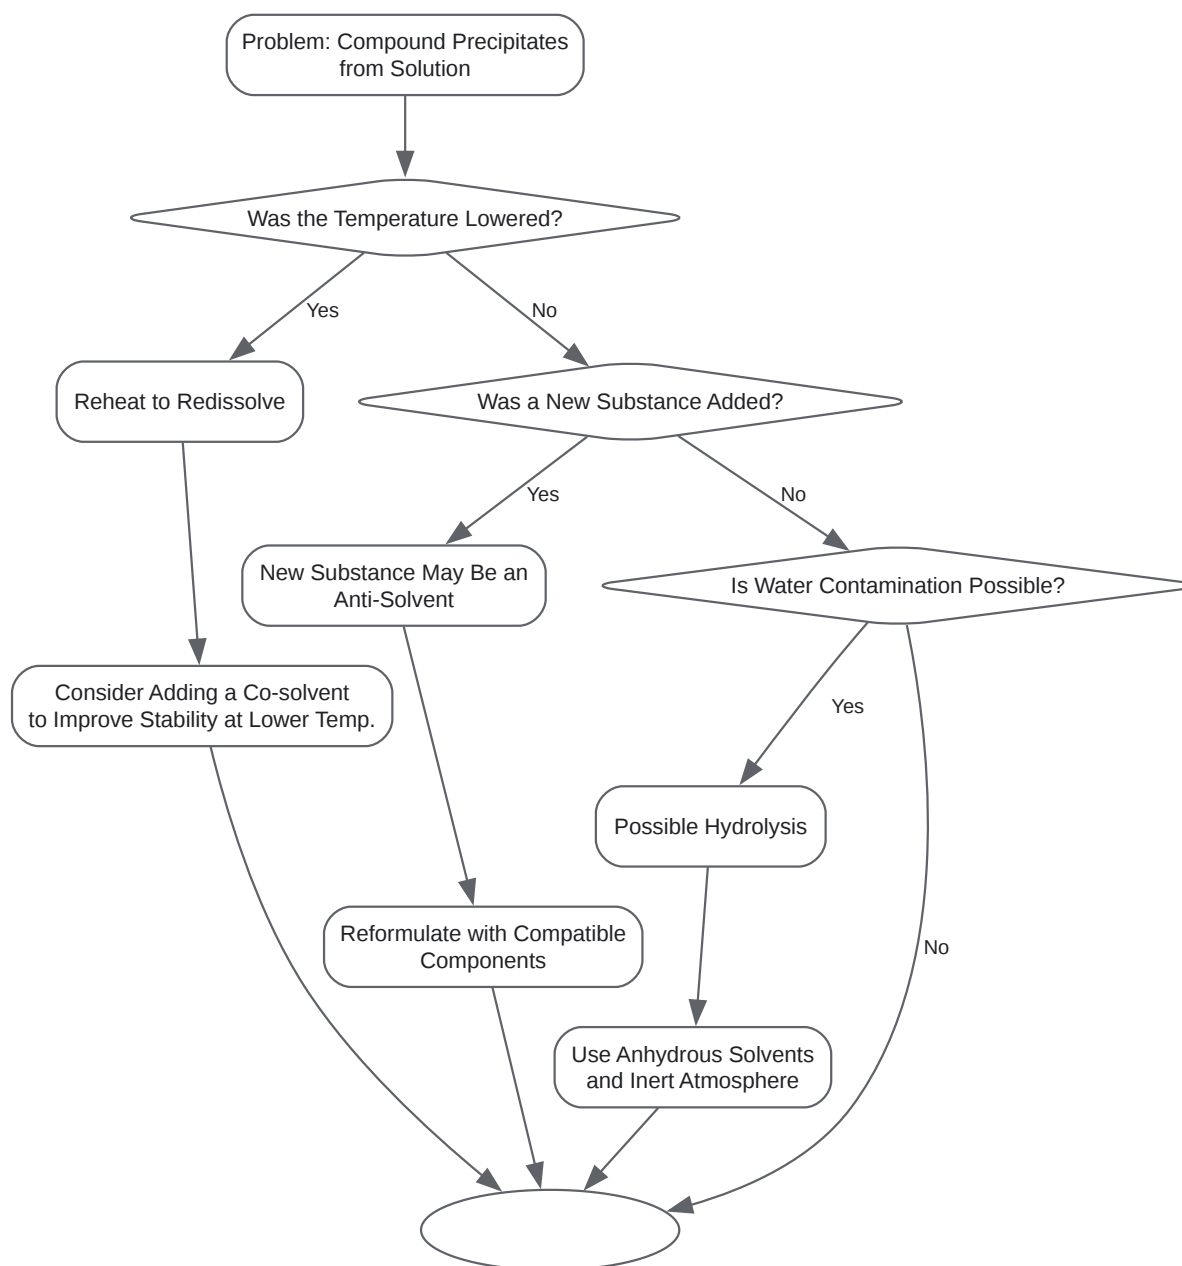 Problem: Compound Precipitates
from Solution
Was the Temperature Lowered?
Yes
No
Reheat to Redissolve
Was a New Substance Added?
Yes
No
New Substance May Be an
Anti-Solvent
Is Water Contamination Possible?
Consider Adding a Co-solvent
to Improve Stability at Lower Temp.
Yes
Possible Hydrolysis
Reformulate with Compatible
Components
No
Use Anhydrous Solvents
and Inert Atmosphere